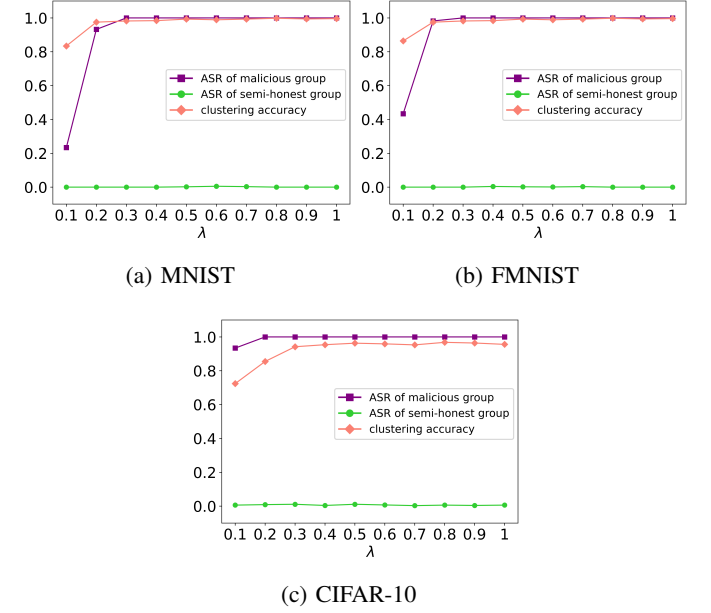 1.0
0.8
0.6
0.4
0.2
0.0
ASR of malicious group
ASR of semi-honest group
clustering accuracy
0.1 0.2 0.3 0.4 0.5 0.6 0.7 0.8 0.9 1
λ
(a) MNIST
1.0
0.8
0.6
0.4
0.2
0.0
ASR of malicious group
ASR of semi-honest group
clustering accuracy
0.1 0.2 0.3 0.4 0.5 0.6 0.7 0.8 0.9 1
λ
(b) FMNIST
1.0
0.8
0.6
0.4
0.2
0.0
ASR of malicious group
ASR of semi-honest group
clustering accuracy
0.1 0.2 0.3 0.4 0.5 0.6 0.7 0.8 0.9 1
λ
(c) CIFAR-10